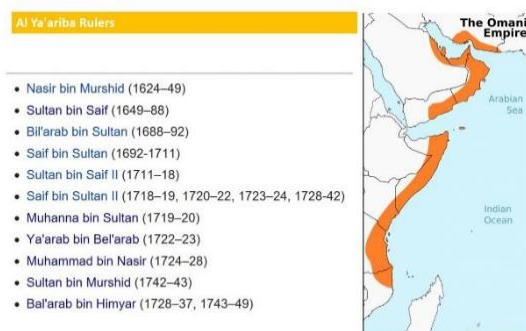 Al Ya'ariba Rulers
• Nasir bin Murshid (1624–49)
• Sultan bin Saif (1649–88)
• Bil'arab bin Sultan (1688–92)
• Saif bin Sultan (1692-1711)
• Sultan bin Saif II (1711–18)
• Saif bin Sultan II (1718–19, 1720–22, 1723–24, 1728-42)
• Muhanna bin Sultan (1719–20)
• Ya'arab bin Bel'arab (1722–23)
• Muhammad bin Nasir (1724–28)
• Sultan bin Murshid (1742–43)
• Bal'arab bin Himyar (1728–37, 1743–49)
The Omani
Empire
Arabian
Sea
Indian
Ocean